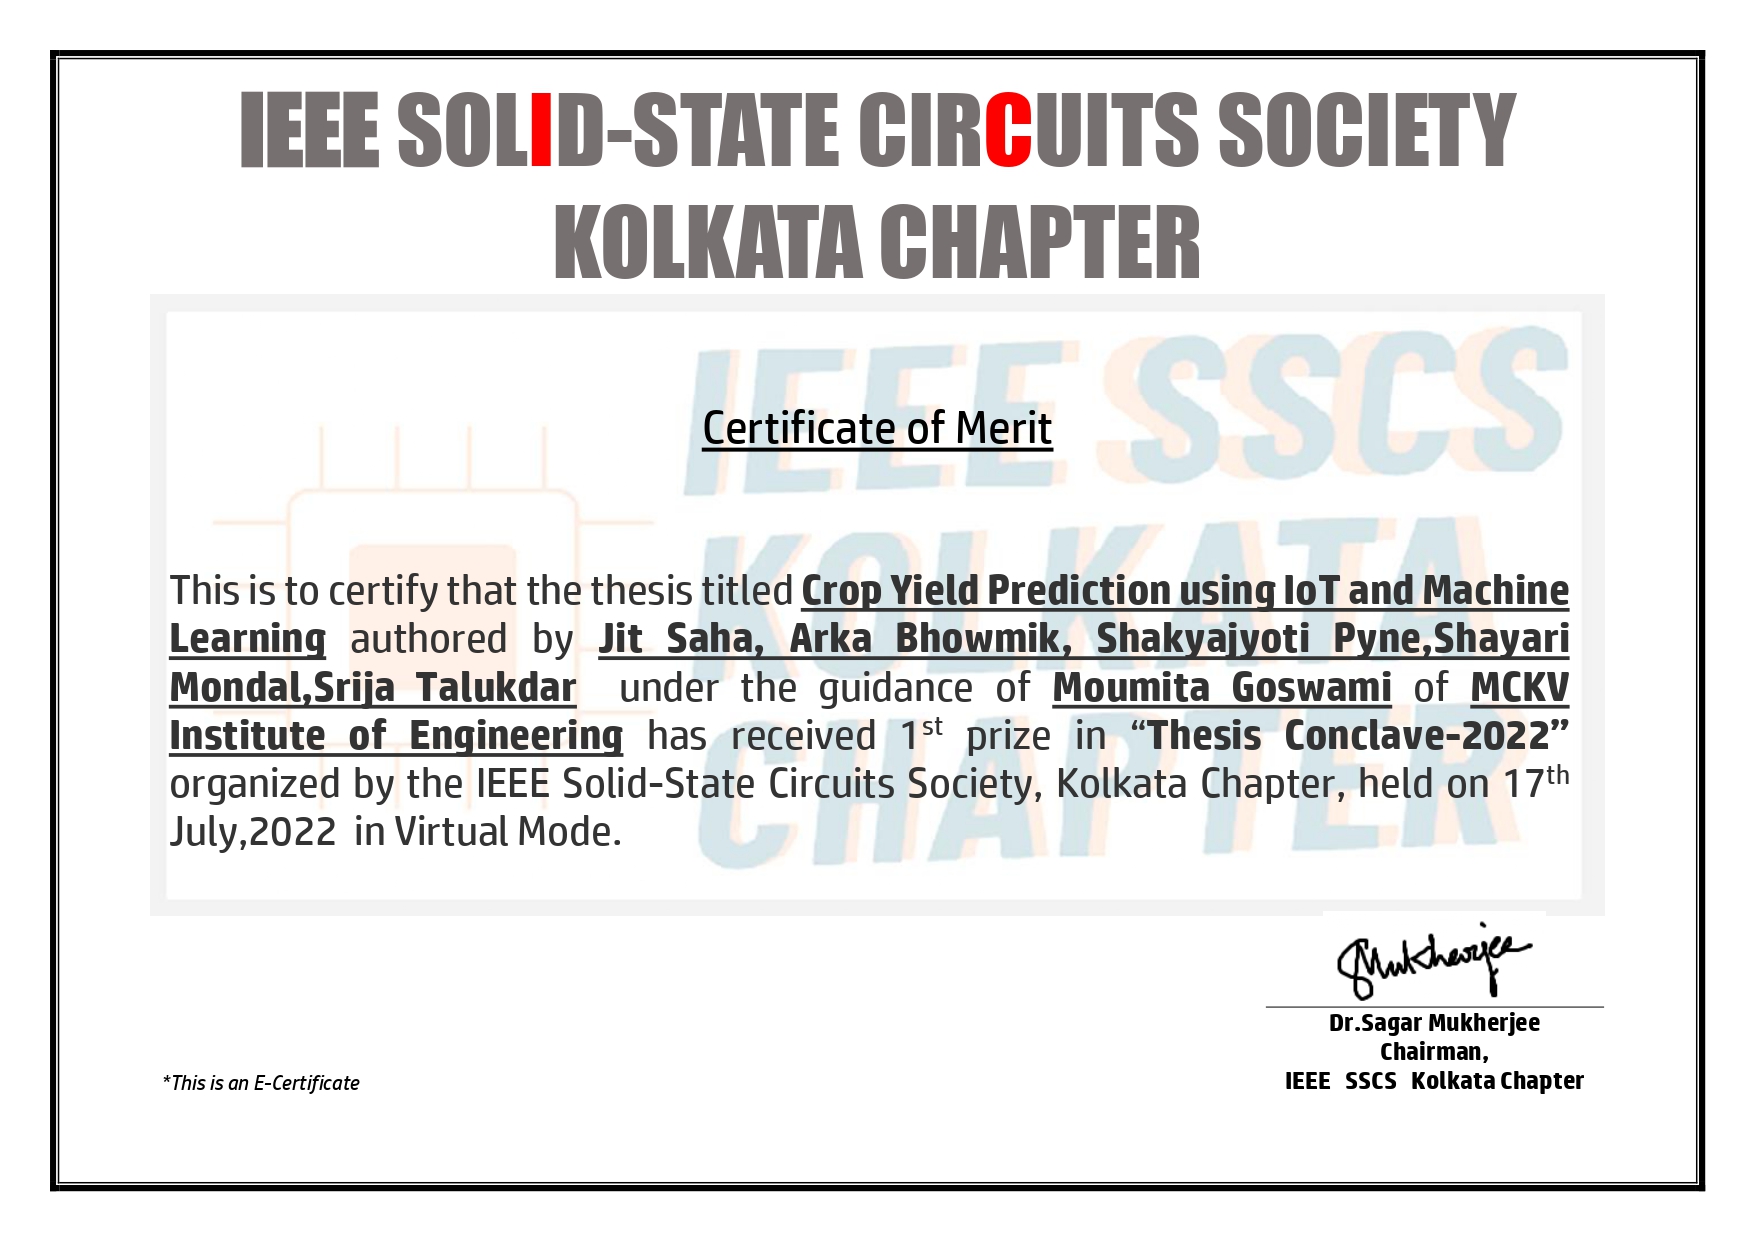 IEEE SOLID-STATE CIRCUITS SOCIETY
KOLKATA CHAPTER
IEEE SSCS
Certificate of Merit
KOLKATA
This is to certify that the thesis titled Crop Yield Prediction using IoT and Machine
Learning authored by Jit Saha, Arka Bhowmik, Shakyajyoti Pyne,Shayari
Mondal,Srija Talukdar under the guidance of Moumita Goswami of MCKV
Institute of Engineering has received 1st prize in “Thesis Conclave-2022”
CHAPTER
organized by the IEEE Solid-State Circuits Society, Kolkata Chapter, held on 17th
July,2022 in Virtual Mode.
SMukherjee
Dr.Sagar Mukherjee
Chairman,
IEEE SSCS Kolkata Chapter
*This is an E-Certificate